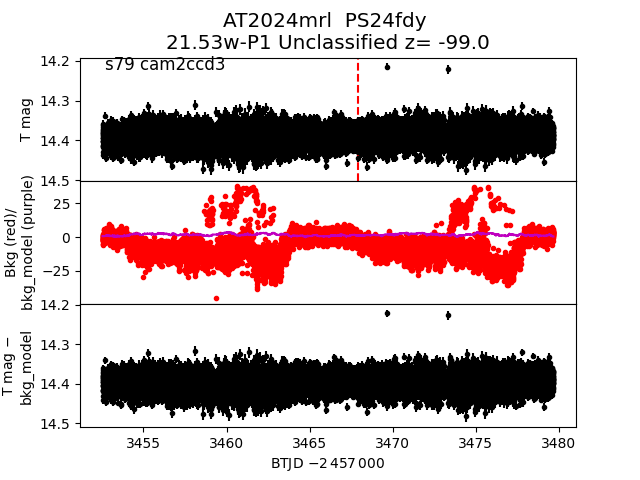 AT2024mrl  PS24fdy
21.53w-P1 Unclassified z= -99.0
s79 cam2ccd3
14.2
14.3
14.4
14.5
T mag
25
0
−25
Bkg (red)/
bkg_model (purple)
14.2
14.3
14.4
14.5
T mag −
bkg_model
3455 3460 3465 3470 3475 3480
BTJD −2 457 000